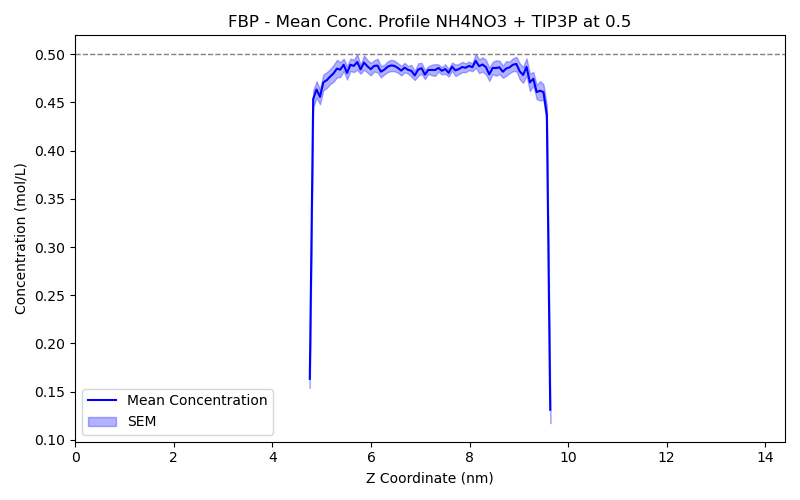 FBP - Mean Conc. Profile NH4NO3 + TIP3P at 0.5
Concentration (mol/L)
0.50
0.45
0.40
0.35
0.30
0.25
0.20
0.15
0.10
Mean Concentration
SEM
0 2 4 6 8 10 12 14
Z Coordinate (nm)